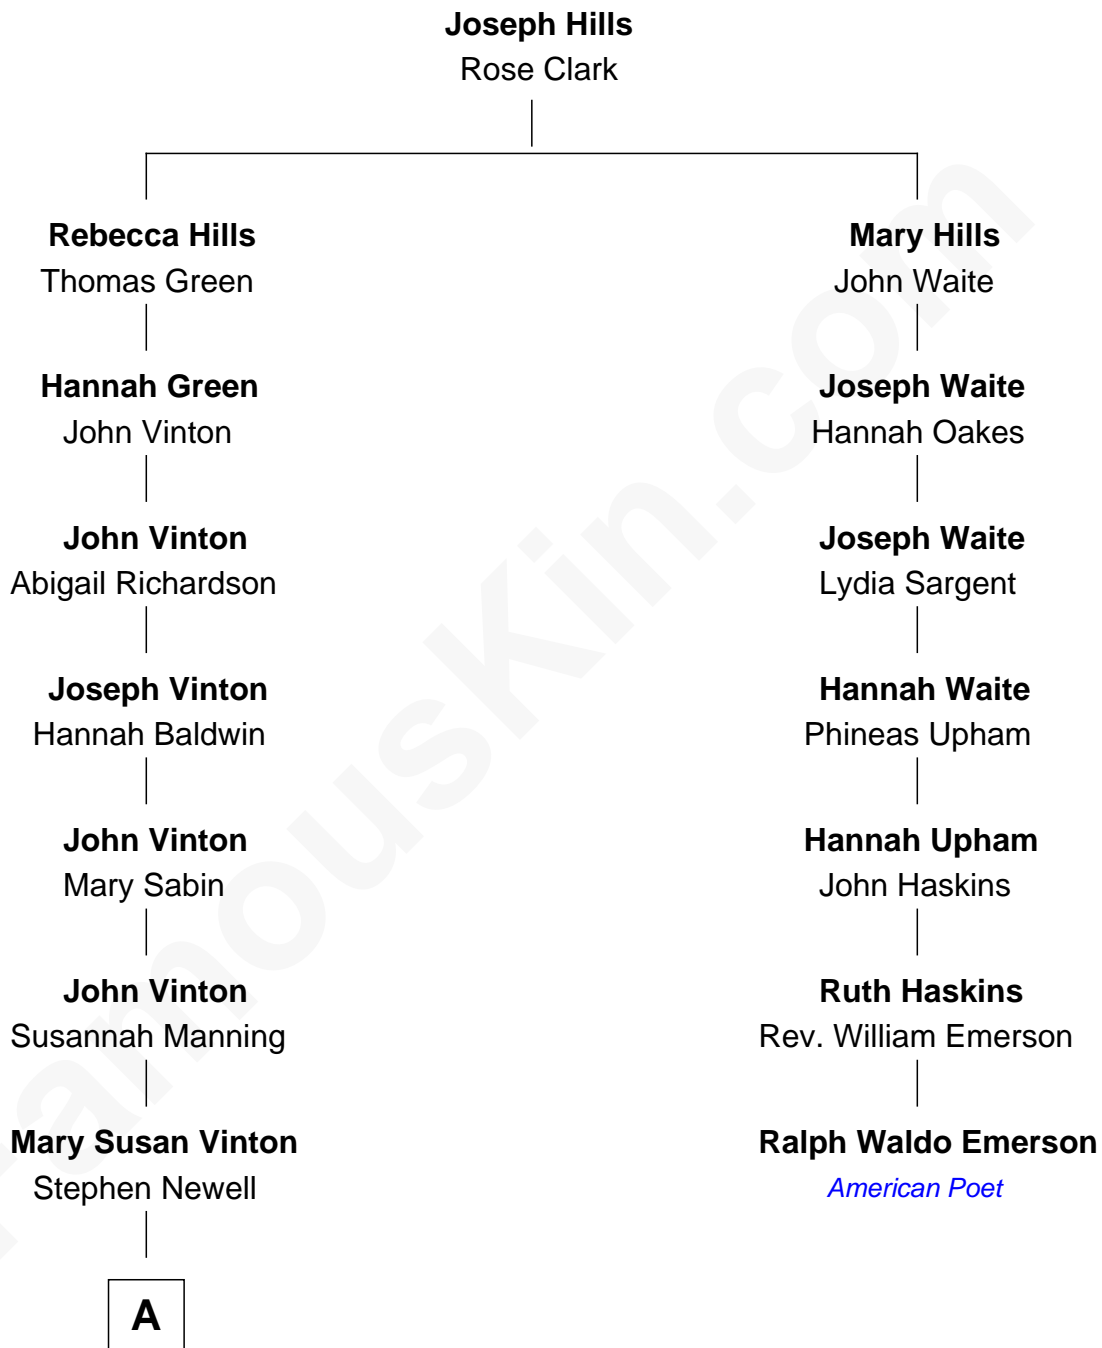 Joseph Hills
Rose Clark
Rebecca Hills
Thomas Green
Mary Hills
John Waite
Hannah Green
John Vinton
Joseph Waite
Hannah Oakes
John Vinton
Abigail Richardson
Joseph Waite
Lydia Sargent
Joseph Vinton
Hannah Baldwin
Hannah Waite
Phineas Upham
John Vinton
Mary Sabin
Hannah Upham
John Haskins
John Vinton
Susannah Manning
Ruth Haskins
Rev. William Emerson
Mary Susan Vinton
Stephen Newell
Ralph Waldo Emerson
American Poet
A
FamousKin.com